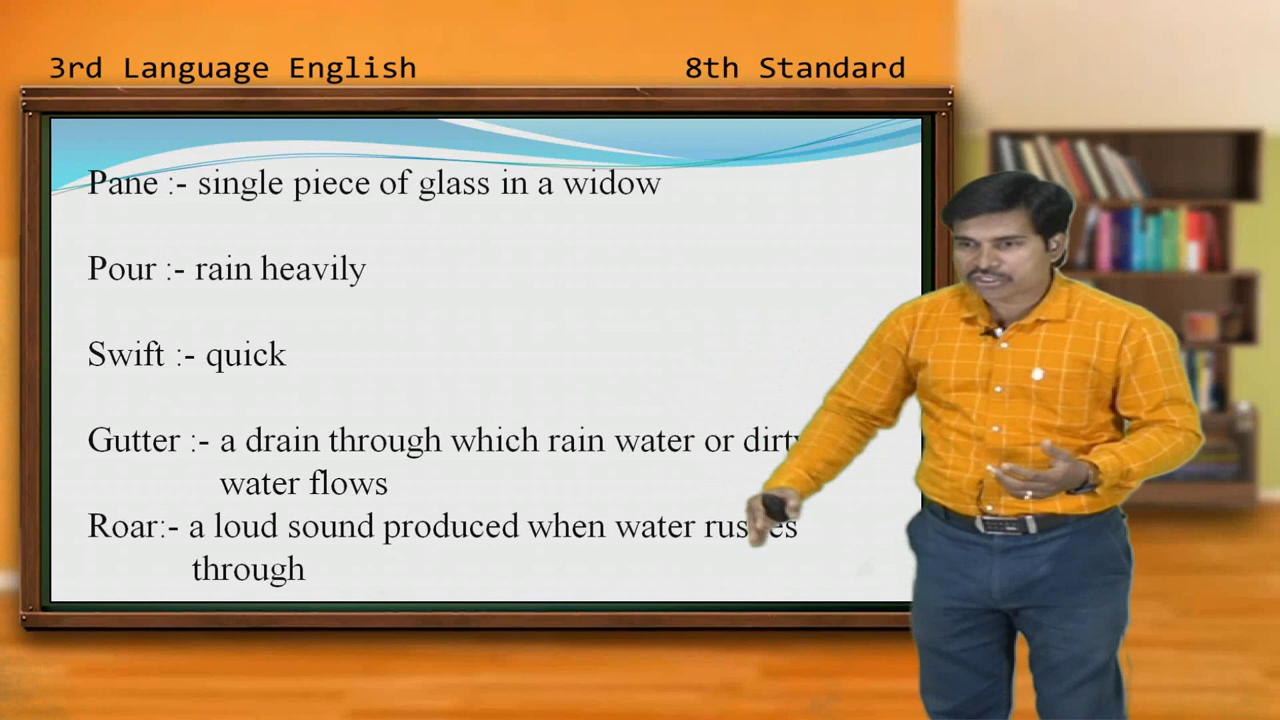 3rd Language English 8th Standard
Pane :- single piece of glass in a widow
Pour :- rain heavily
Swift :- quick
Gutter :- a drain through which rain water or dirty
water flows
Roar:- a loud sound produced when water
through